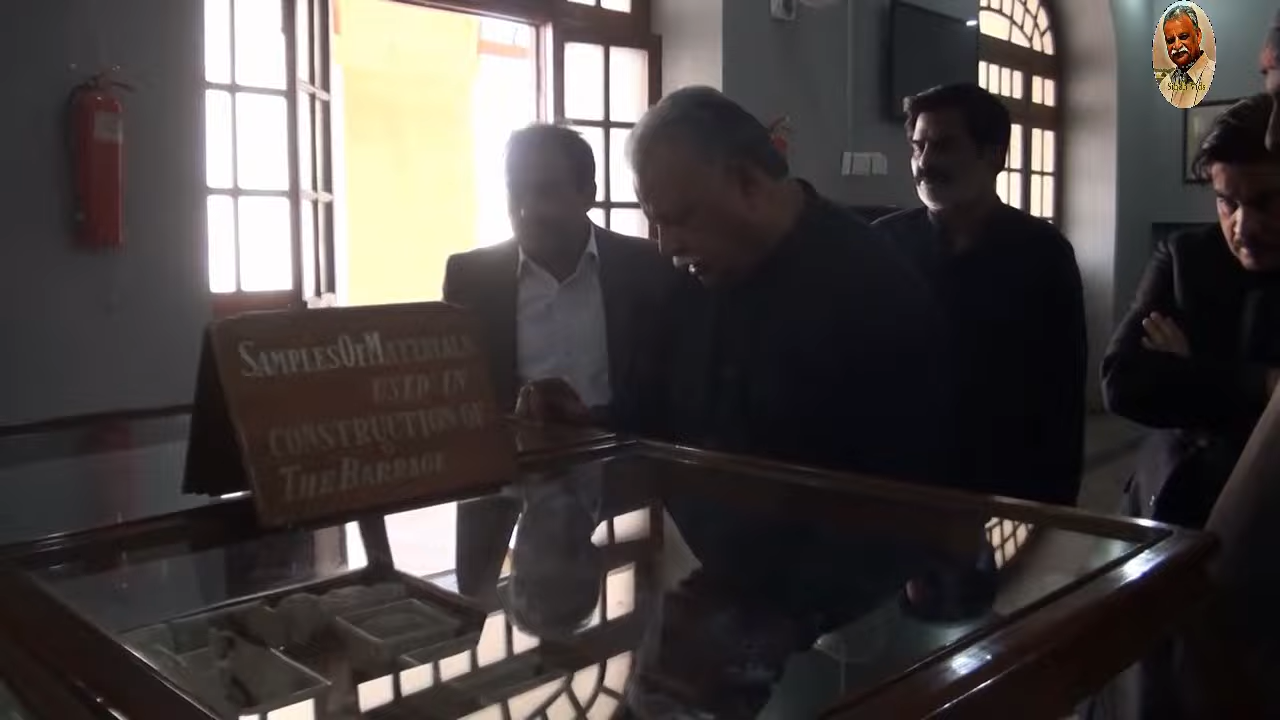 SAMPLES OF MATERIALS
USED IN
CONSTRUCTION OF
THE BARRAGE